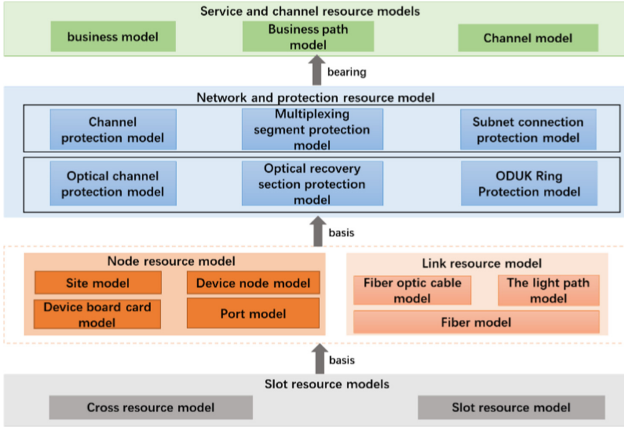 Service and channel resource models
business model
Business path
model
Channel model
bearing
Network and protection resource model
Channel
protection model
Multiplexing
segment protection model
Subnet connection
protection model
Optical channel
protection model
Optical recovery
section protection
model
ODUK Ring
Protection model
basis
Node resource model
Site model
Device node model
Device board card
model
Port model
Link resource model
Fiber optic cable
model
The light path
model
Fiber model
basis
Slot resource models
Cross resource model
Slot resource model